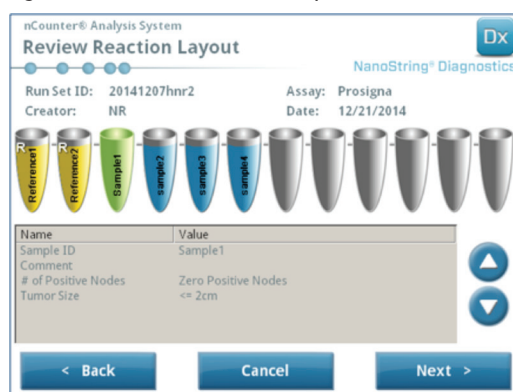 nCounter® Analysis System
Dx
Review Reaction Layout
NanoString® Diagnostics
Run Set ID: 20141207hnr2 Assay: Prosigna
Creator: NR Date: 12/21/2014
R Reference1
R Reference2
Sample1
sample2
sample3
sample4
Name Value
Sample ID Sample1
Comment
# of Positive Nodes Zero Positive Nodes
Tumor Size <= 2cm
< Back Cancel Next >